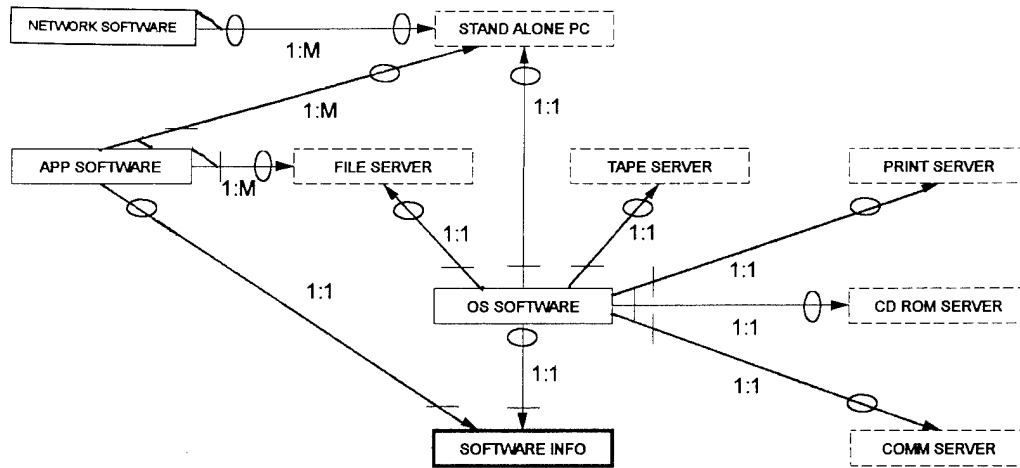 NETWORK SOFTWARE
STAND ALONE PC
1:M
1:M
1:1
APP SOFTWARE
FILE SERVER
TAPE SERVER
PRINT SERVER
1:M
1:1
1:1
1:1
1:1
OS SOFTWARE
CD ROM SERVER
1:1
1:1
1:1
SOFTWARE INFO
COMM SERVER